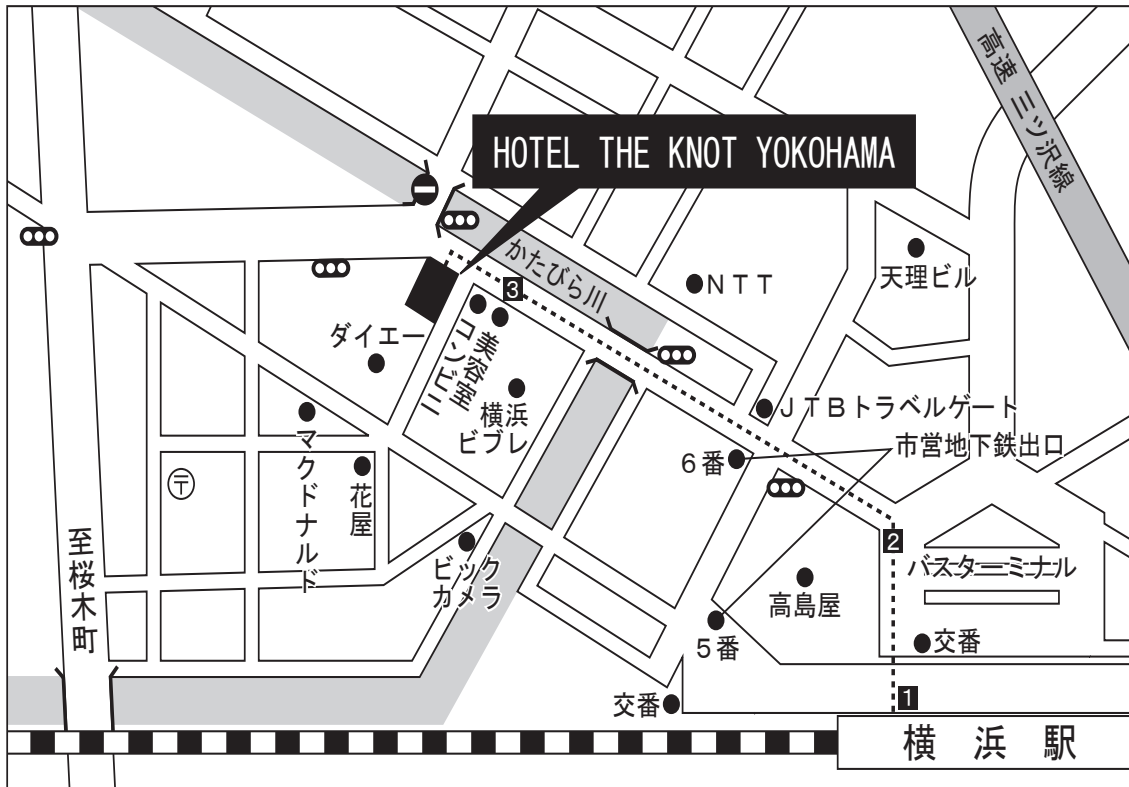 高速 三ツ沢線
HOTEL THE KNOT YOKOHAMA
かたびら川
天理ビル
NTT
3
ダイエー
コンビニ
美容室
横浜
ビブレ
JTBトラベルゲート
市営地下鉄出口
マクドナルド
6番
花屋
〒
2
至桜木町
ビック
カメラ
バスターミナル
高島屋
5番
交番
1
交番
横浜駅